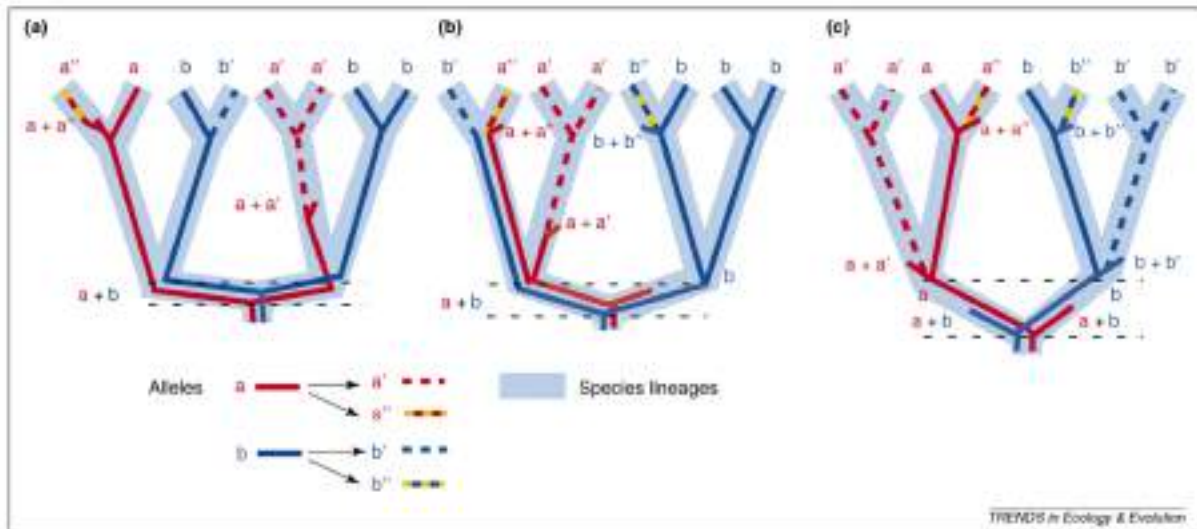 (a) (b) (c)
a'' a b b' a' a' b b b' a'' a' a' b'' b b b a' a' a a'' b b'' b' b'
a + a' a + a'' b + b'' a + a'' b + b''
a + a' a + a'
a + b a + b b a + a' b + b'
a b
a + b a + b
Alleles a a' Species lineages
a''
b b'
b''
TRENDS in Ecology & Evolution